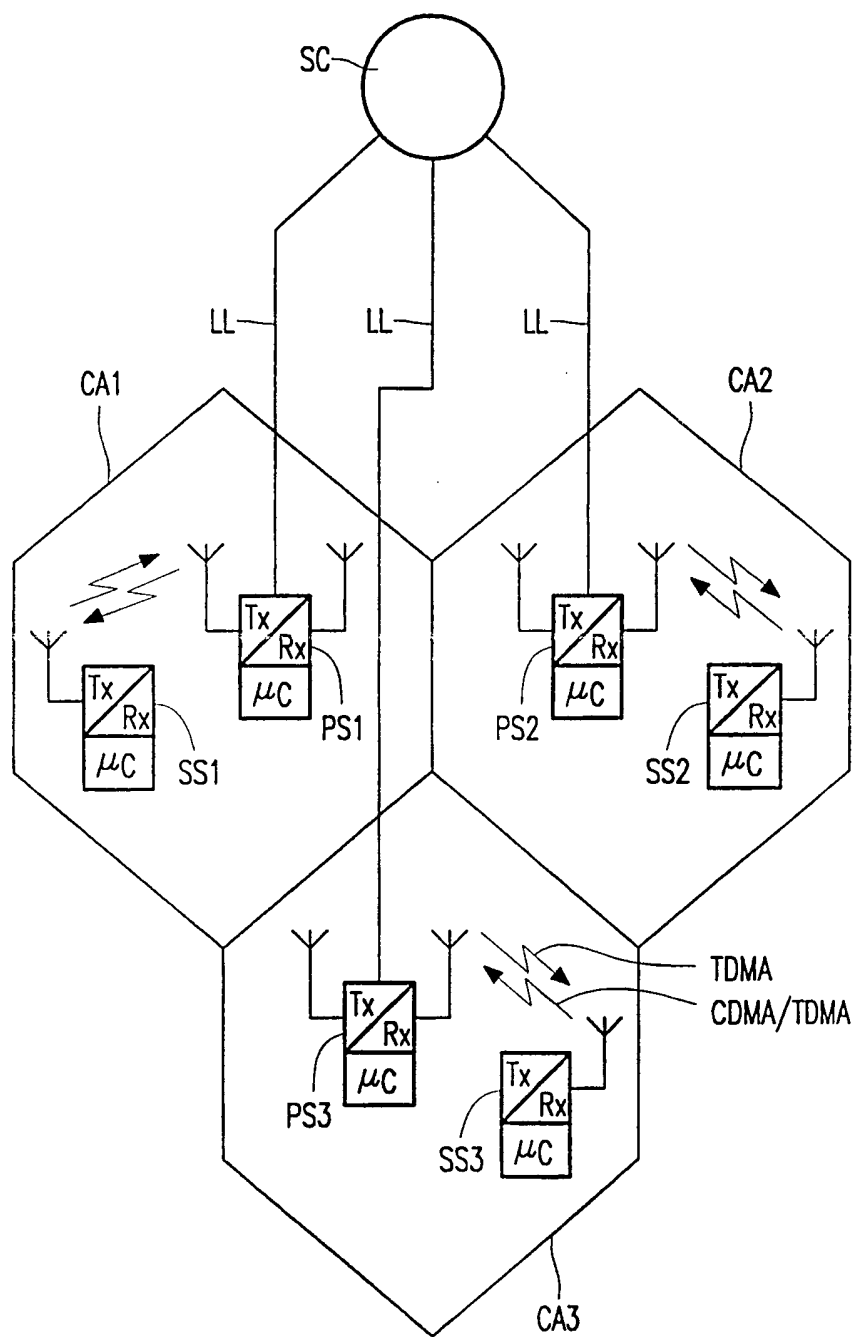 SC
LL
LL
LL
CA1
CA2
Tx
Rx
μC
PS1
Tx
Rx
μC
SS1
Tx
Rx
μC
PS2
Tx
Rx
μC
SS2
TDMA
CDMA/TDMA
Tx
Rx
μC
PS3
Tx
Rx
μC
SS3
CA3